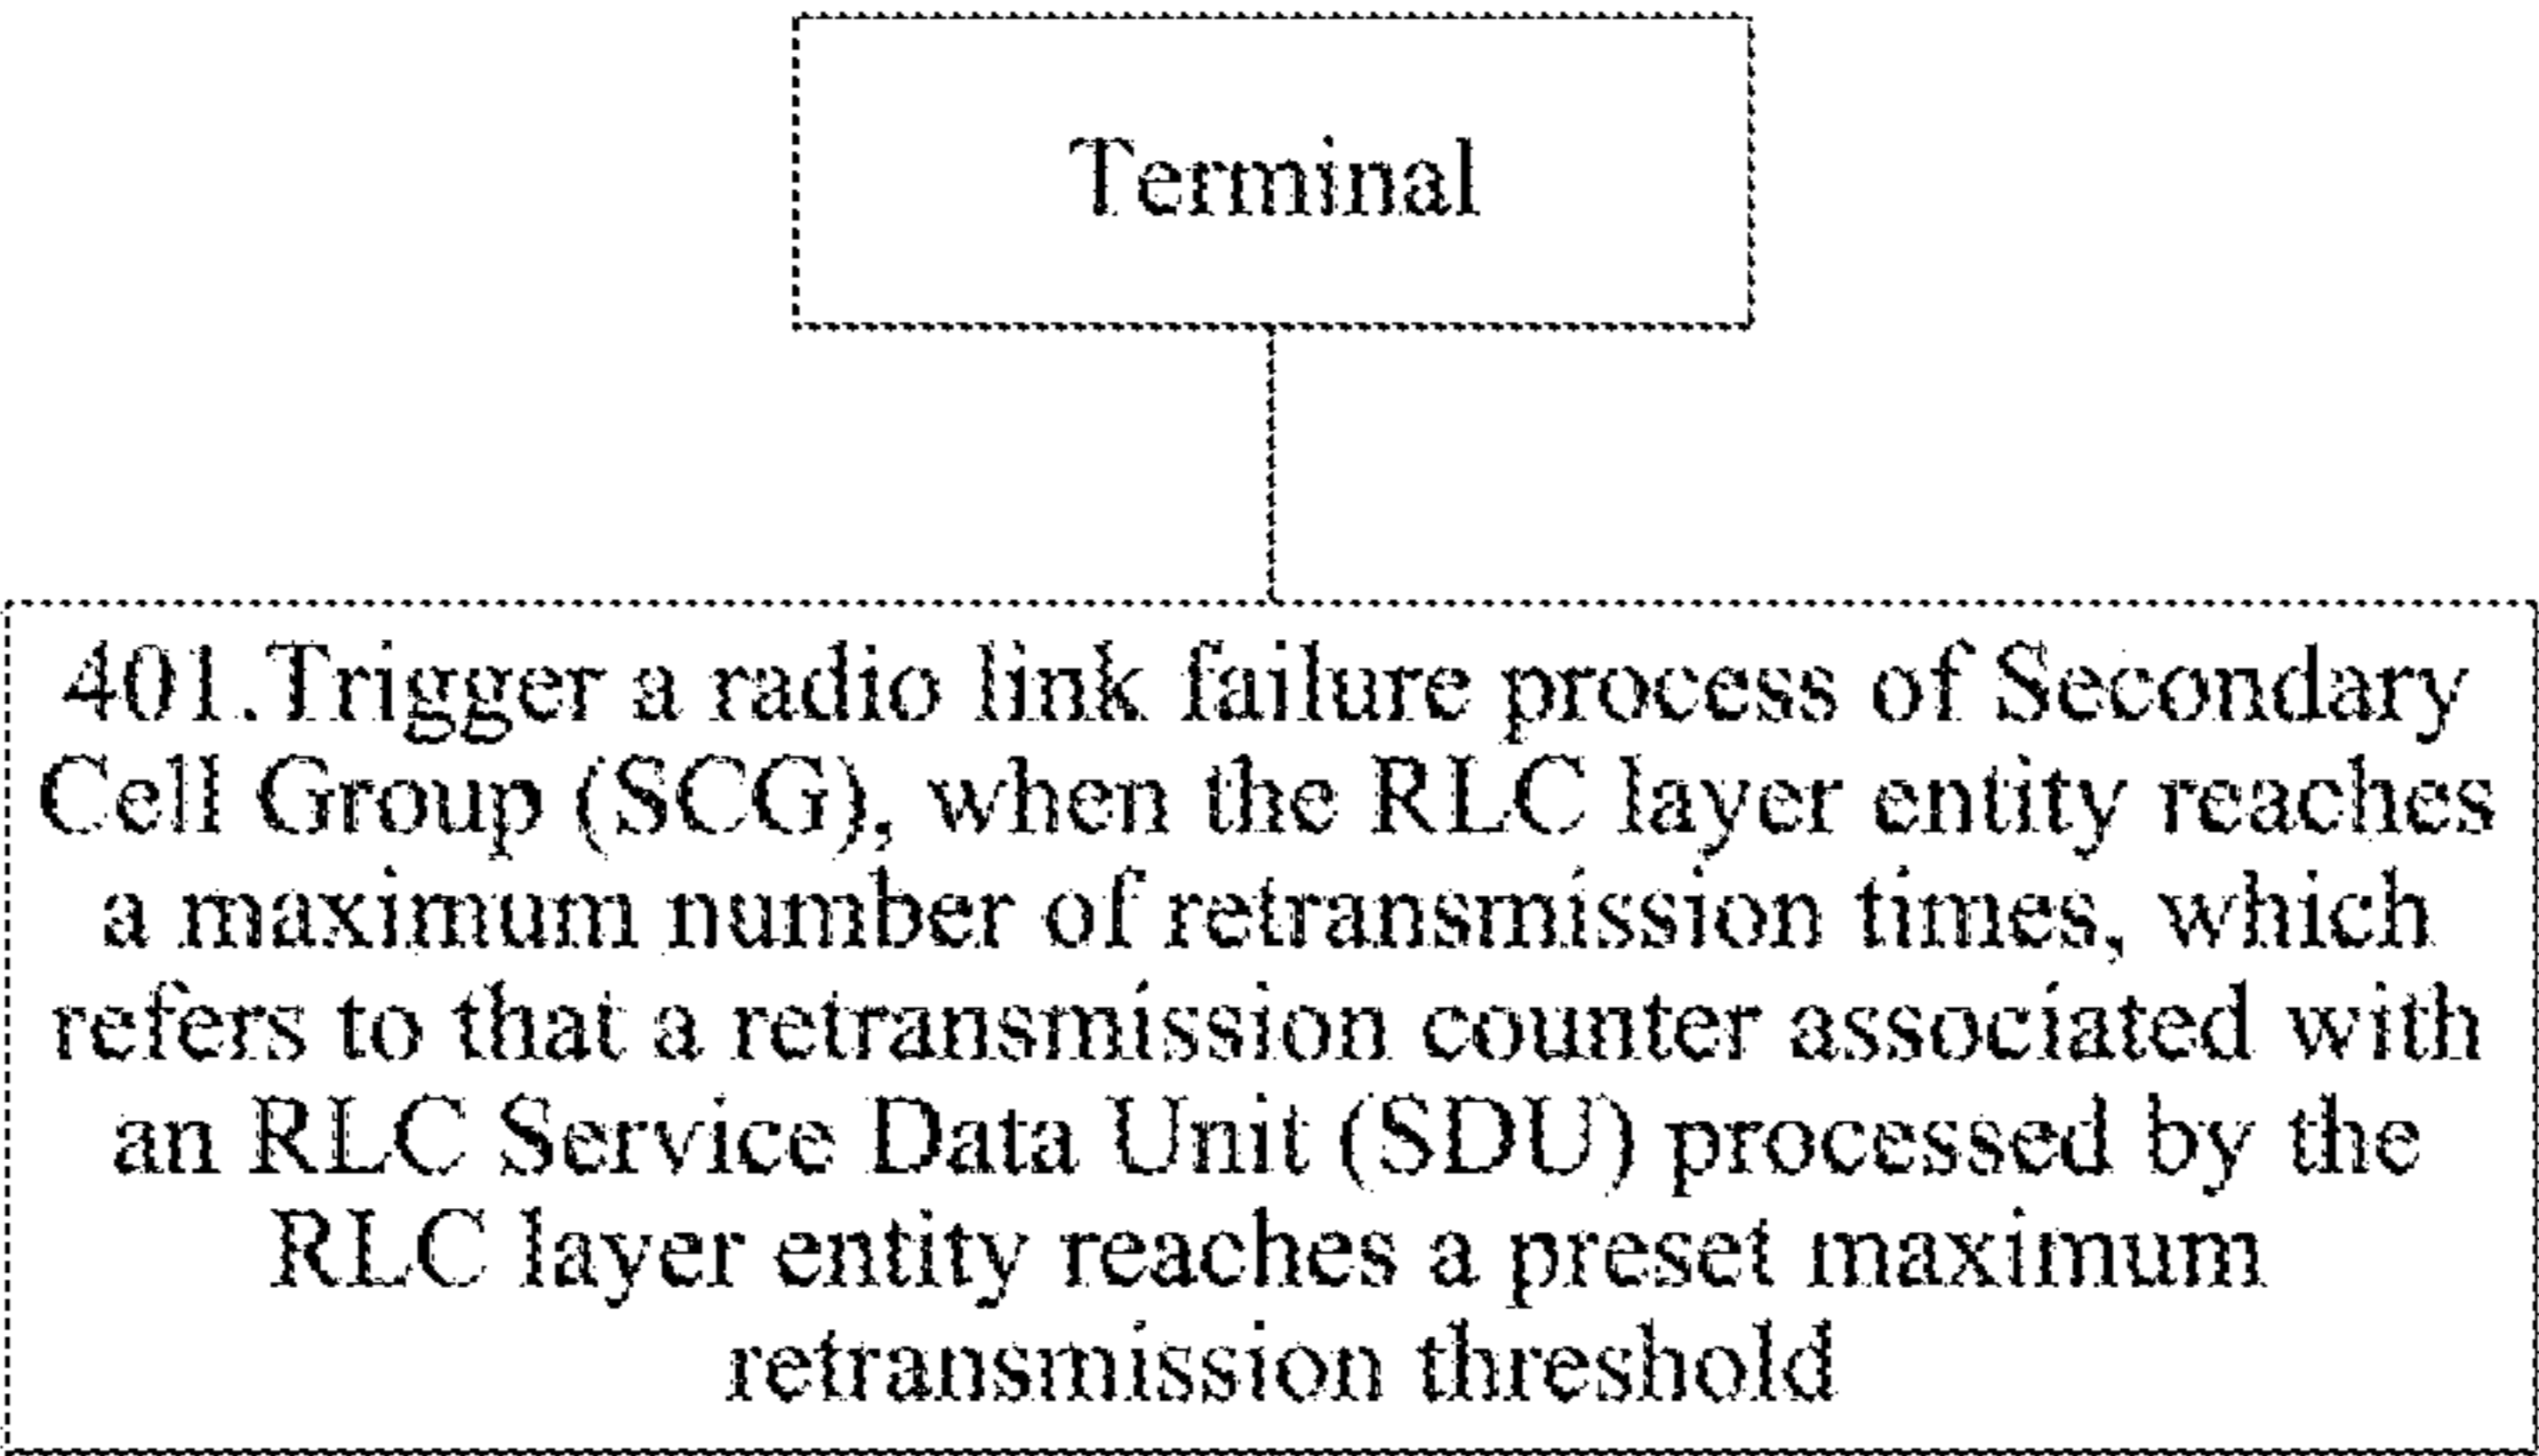 Terminal
401.Trigger a radio link failure process of Secondary
Cell Group (SCG), when the RLC layer entity reaches
a maximum number of retransmission times, which
refers to that a retransmission counter associated with
an RLC Service Data Unit (SDU) processed by the
RLC layer entity reaches a preset maximum
retransmission threshold